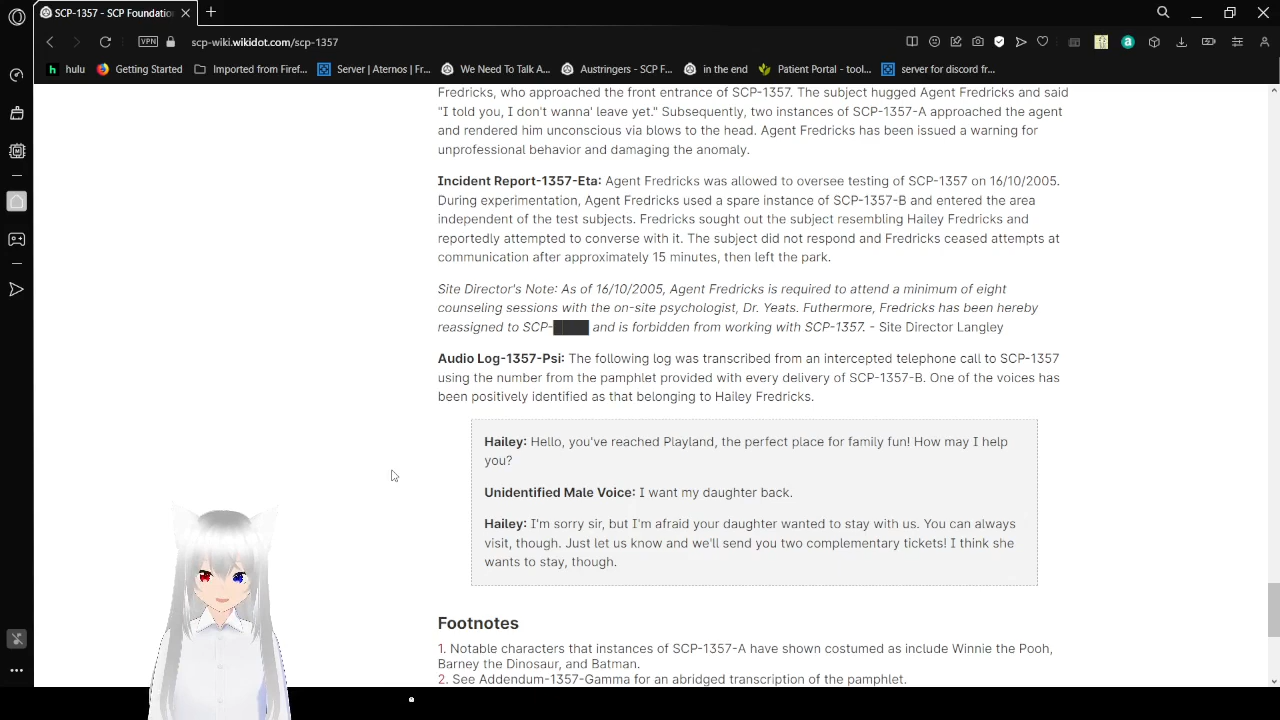 SCP-1357 - SCP Foundatio
VPN
scp-wiki.wikidot.com/scp-1357
hulu
Getting Started
Imported from Firef...
Server | Aternos | Fr...
We Need To Talk A...
Austringers - SCP F...
in the end
Patient Portal - tool...
server for discord fr...
Fredricks, who approached the front entrance of SCP-1357. The subject hugged Agent Fredricks and said
"I told you, I don't wanna' leave yet." Subsequently, two instances of SCP-1357-A approached the agent
and rendered him unconscious via blows to the head. Agent Fredricks has been issued a warning for
unprofessional behavior and damaging the anomaly.
Incident Report-1357-Eta: Agent Fredricks was allowed to oversee testing of SCP-1357 on 16/10/2005.
During experimentation, Agent Fredricks used a spare instance of SCP-1357-B and entered the area
independent of the test subjects. Fredricks sought out the subject resembling Hailey Fredricks and
reportedly attempted to converse with it. The subject did not respond and Fredricks ceased attempts at
communication after approximately 15 minutes, then left the park.
Site Director's Note: As of 16/10/2005, Agent Fredricks is required to attend a minimum of eight
counseling sessions with the on-site psychologist, Dr. Yeats. Futhermore, Fredricks has been hereby
reassigned to SCP-████ and is forbidden from working with SCP-1357. - Site Director Langley
Audio Log-1357-Psi: The following log was transcribed from an intercepted telephone call to SCP-1357
using the number from the pamphlet provided with every delivery of SCP-1357-B. One of the voices has
been positively identified as that belonging to Hailey Fredricks.
Hailey: Hello, you've reached Playland, the perfect place for family fun! How may I help
you?
Unidentified Male Voice: I want my daughter back.
Hailey: I'm sorry sir, but I'm afraid your daughter wanted to stay with us. You can always
visit, though. Just let us know and we'll send you two complementary tickets! I think she
wants to stay, though.
Footnotes
1. Notable characters that instances of SCP-1357-A have shown costumed as include Winnie the Pooh,
Barney the Dinosaur, and Batman.
2. See Addendum-1357-Gamma for an abridged transcription of the pamphlet.